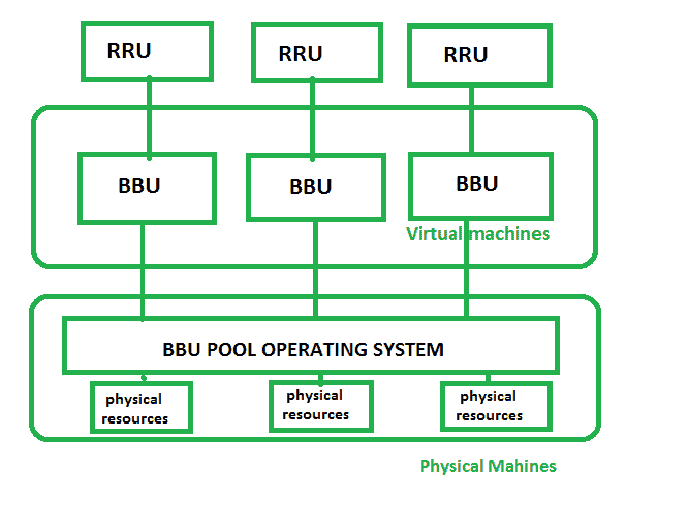 RRU
RRU
RRU
BBU
BBU
BBU
Virtual machines
BBU POOL OPERATING SYSTEM
physical
resources
physical
resources
physical
resources
Physical Mahines